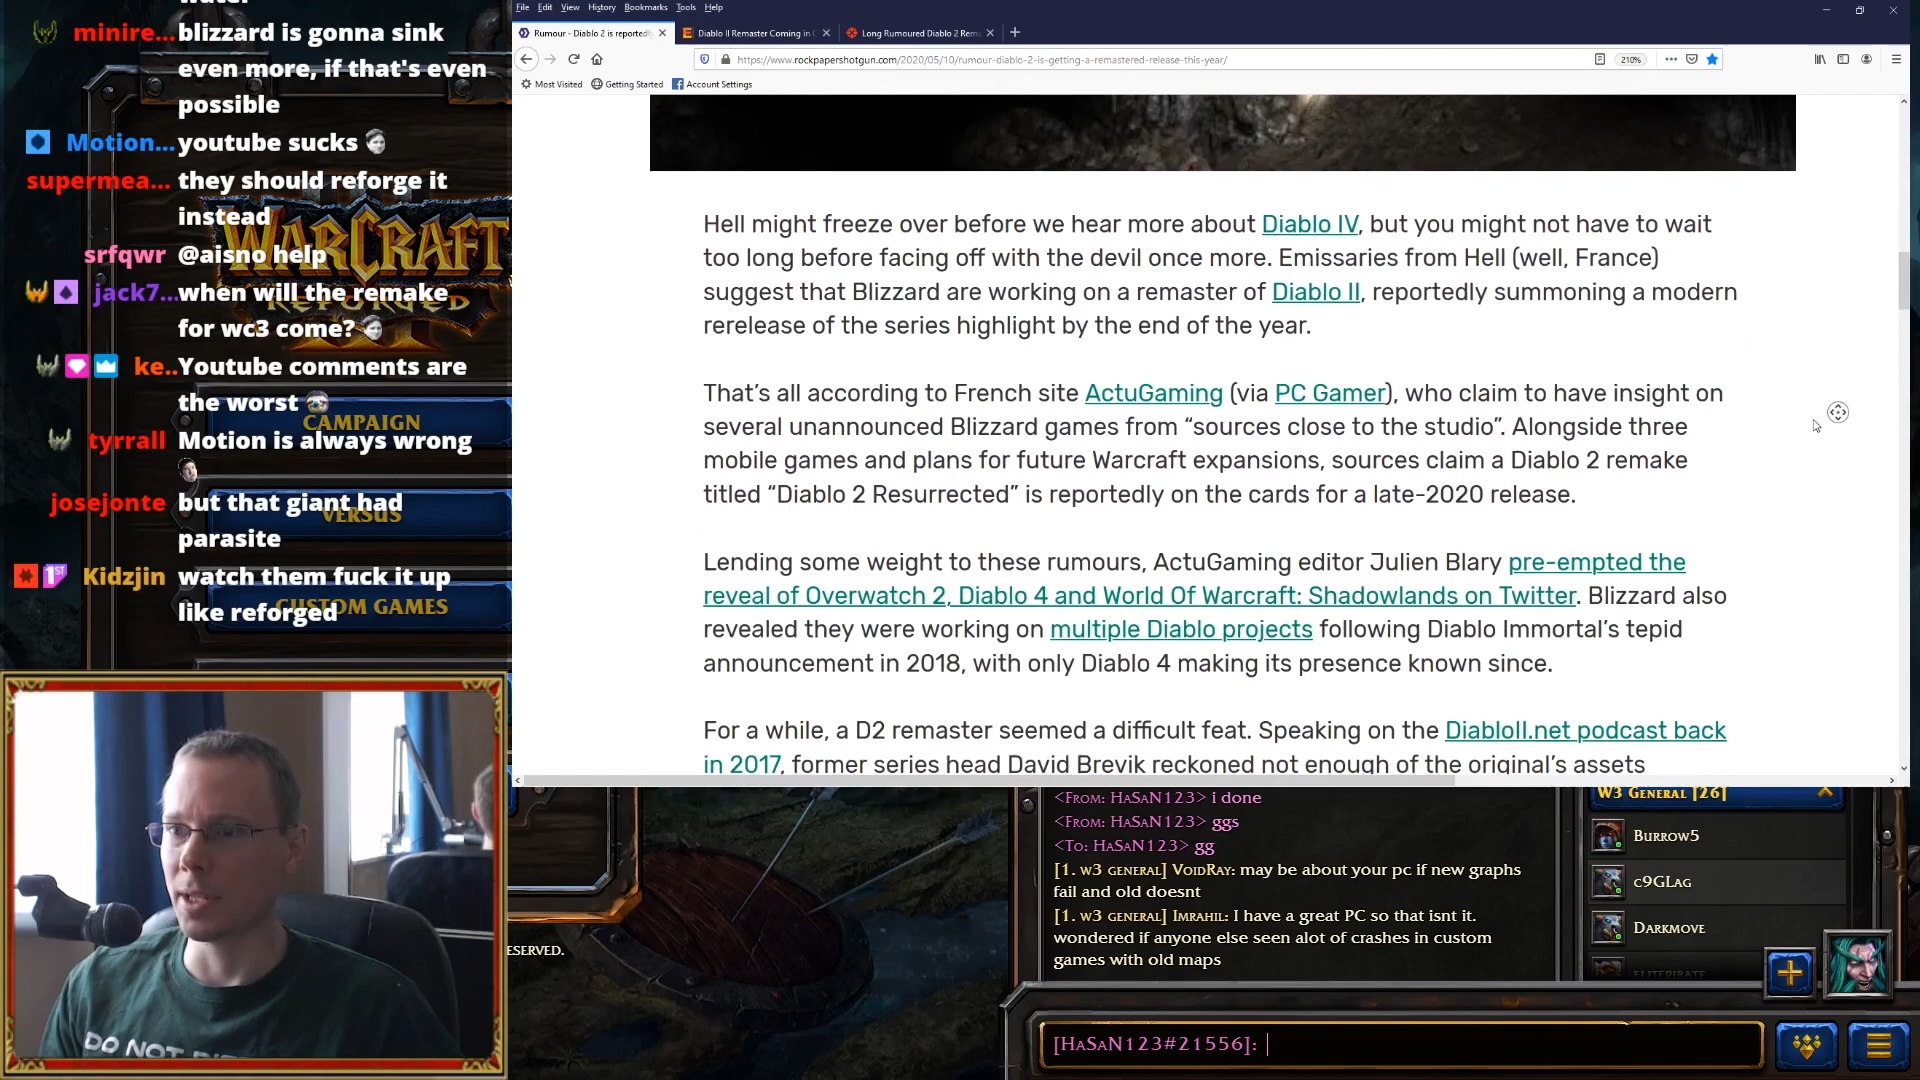 water
minire... blizzard is gonna sink
even more, if that's even
possible
Motion... youtube sucks
supermea... they should reforge it
instead
srfqwr @aisno help
jack7... when will the remake
for wc3 come?
ke.. Youtube comments are
the worst
tyrrall Motion is always wrong
josejonte but that giant had
parasite
1ST Kidzjin watch them fuck it up
like reforged
WARCRAFT
REFORGED
III
CAMPAIGN
VERSUS
CUSTOM GAMES
File Edit View History Bookmarks Tools Help
Rumour - Diablo 2 is reportedly
Diablo II Remaster Coming in
Long Rumoured Diablo 2 Rem
https://www.rockpapershotgun.com/2020/05/10/rumour-diablo-2-is-getting-a-remastered-release-this-year/
210%
Most Visited Getting Started Account Settings
Hell might freeze over before we hear more about Diablo IV, but you might not have to wait
too long before facing off with the devil once more. Emissaries from Hell (well, France)
suggest that Blizzard are working on a remaster of Diablo II, reportedly summoning a modern
rerelease of the series highlight by the end of the year.
That's all according to French site ActuGaming (via PC Gamer), who claim to have insight on
several unannounced Blizzard games from “sources close to the studio”. Alongside three
mobile games and plans for future Warcraft expansions, sources claim a Diablo 2 remake
titled “Diablo 2 Resurrected” is reportedly on the cards for a late-2020 release.
Lending some weight to these rumours, ActuGaming editor Julien Blary pre-empted the
reveal of Overwatch 2, Diablo 4 and World Of Warcraft: Shadowlands on Twitter. Blizzard also
revealed they were working on multiple Diablo projects following Diablo Immortal's tepid
announcement in 2018, with only Diablo 4 making its presence known since.
For a while, a D2 remaster seemed a difficult feat. Speaking on the DiabloII.net podcast back
in 2017, former series head David Brevik reckoned not enough of the original's assets
<From: HaSaN123> i done
<From: HaSaN123> ggs
<To: HaSaN123> gg
[1. w3 general] VoidRay: may be about your pc if new graphs
fail and old doesnt
[1. w3 general] Imrahil: I have a great PC so that isnt it.
wondered if anyone else seen alot of crashes in custom
games with old maps
W3 General [26]
Burrow5
c9GLag
Darkmove
elitepirate
ESERVED.
[HaSaN123#21556]:
DO NOT